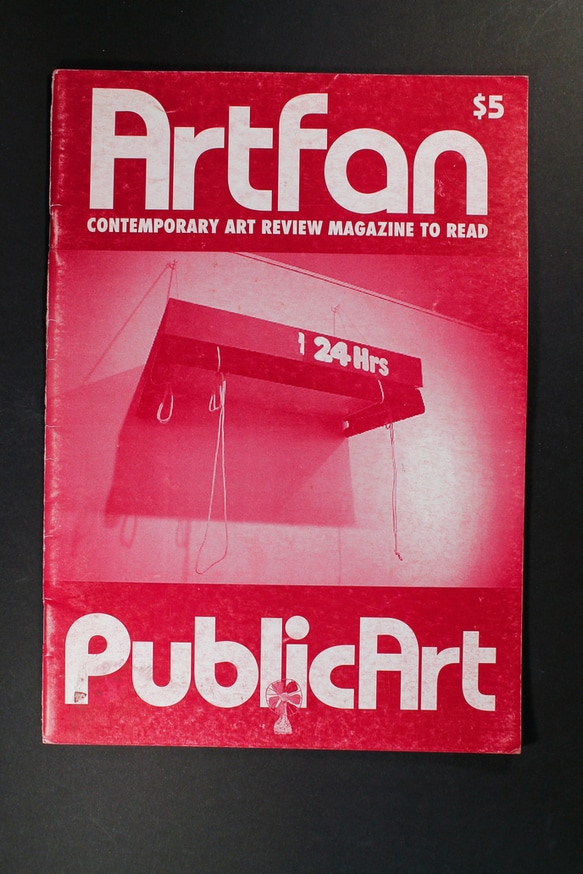 $5
Artfan
CONTEMPORARY ART REVIEW MAGAZINE TO READ
24 Hrs
PublicArt